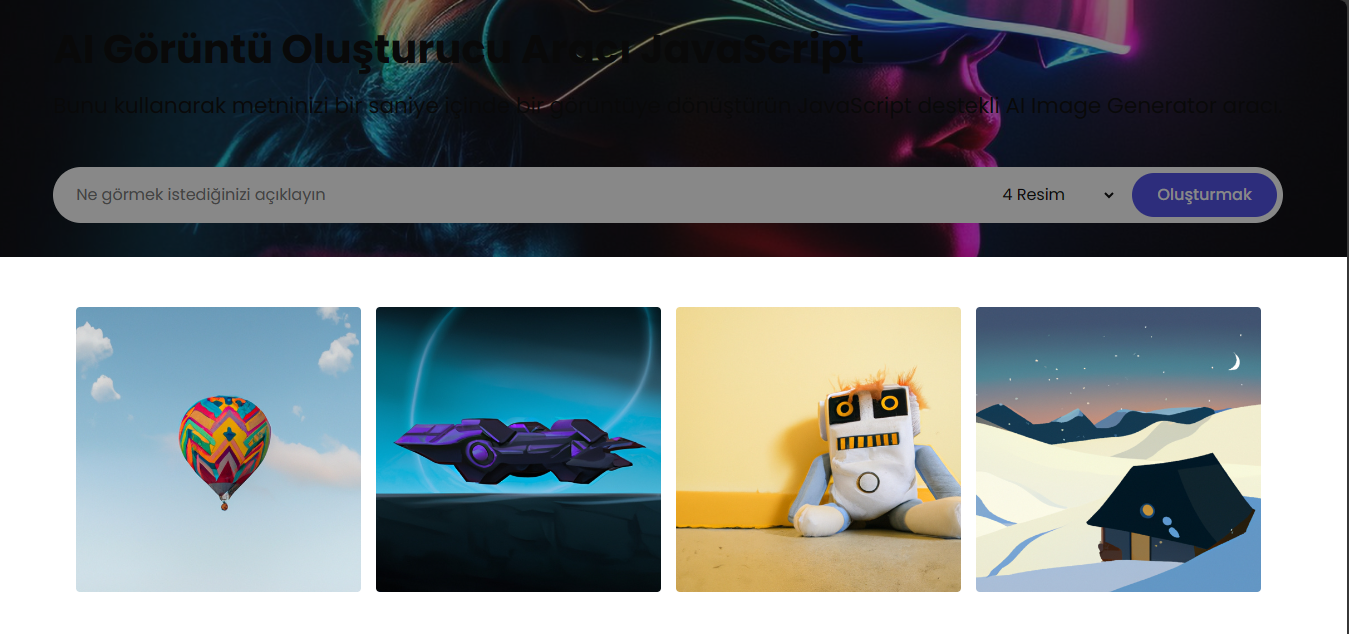 AI Görüntü Oluşturucu Aracı JavaScript
Bunu kullanarak metninizi bir saniye içinde bir görüntüye dönüştürün JavaScript destekli AI Image Generator aracı.
Ne görmek istediğinizi açıklayın
4 Resim
Oluşturmak